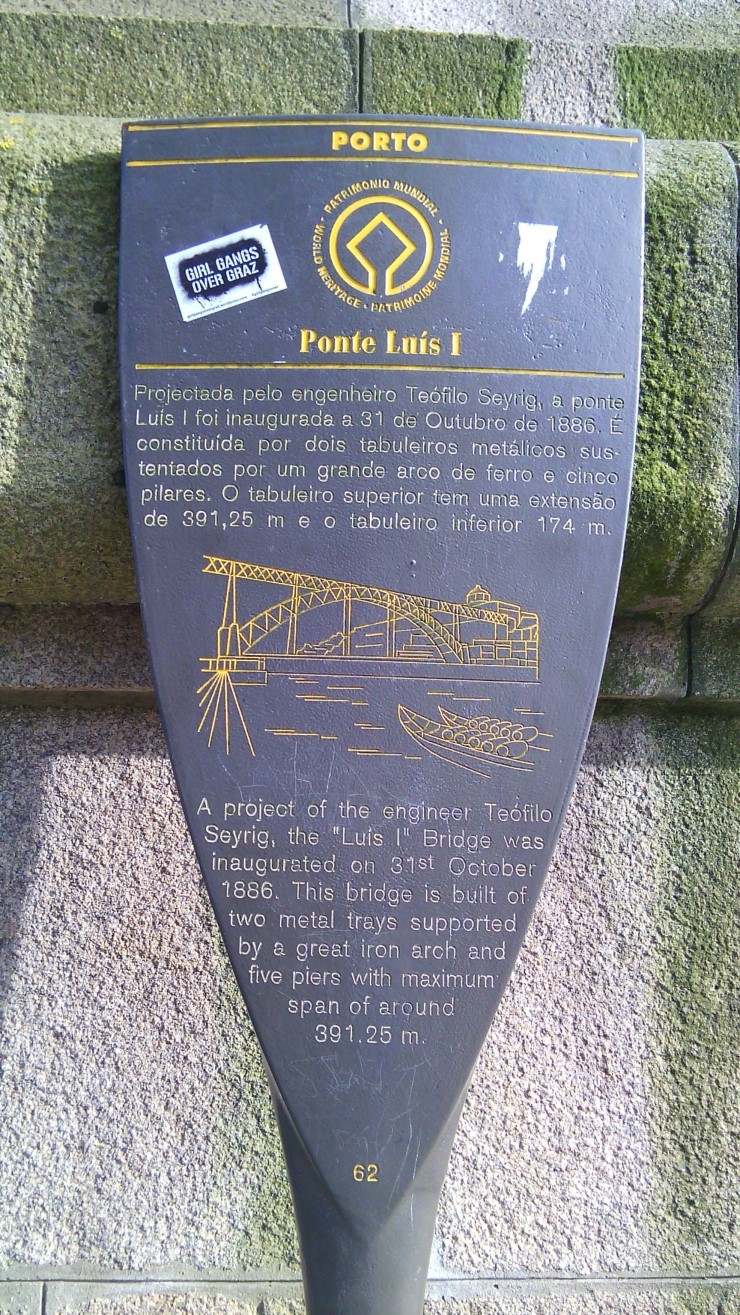 PORTO
PATRIMONIO MUNDIAL • WORLD HERITAGE • PATRIMOINE MONDIAL
GIRL GANGS
OVER GRAZ
Ponte Luís I
Projectada pelo engenheiro Teófilo Seyrig, a ponte
Luís I foi inaugurada a 31 de Outubro de 1886. É
constituída por dois tabuleiros metálicos sus-
tentados por um grande arco de ferro e cinco
pilares. O tabuleiro superior tem uma extensão
de 391,25 m e o tabuleiro inferior 174 m.
A project of the engineer Teófilo
Seyrig, the "Luís I" Bridge was
inaugurated on 31st October
1886. This bridge is built of
two metal trays supported
by a great iron arch and
five piers with maximum
span of around
391.25 m.
62